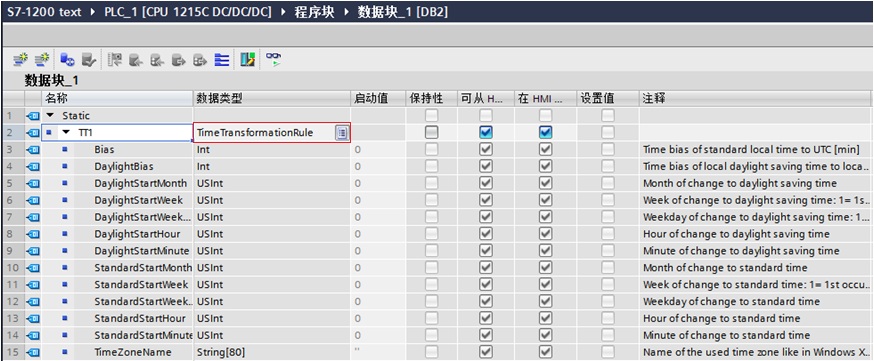 S7-1200 text ▸ PLC_1 [CPU 1215C DC/DC/DC] ▸ 程序块 ▸ 数据块_1 [DB2]
数据块_1
名称 数据类型 启动值 保持性 可从 H... 在 HMI ... 设置值 注释
1 Static
2 TT1 TimeTransformationRule
3 Bias Int 0 Time bias of standard local time to UTC [min]
4 DaylightBias Int 0 Time bias of local daylight saving time to loca...
5 DaylightStartMonth USInt 0 Month of change to daylight saving time
6 DaylightStartWeek USInt 0 Week of change to daylight saving time: 1= 1s...
7 DaylightStartWeek... USInt 0 Weekday of change to daylight saving time: 1...
8 DaylightStartHour USInt 0 Hour of change to daylight saving time
9 DaylightStartMinute USInt 0 Minute of change to daylight saving time
10 StandardStartMonth USInt 0 Month of change to standard time
11 StandardStartWeek USInt 0 Week of change to standard time: 1= 1st occu...
12 StandardStartWeek... USInt 0 Weekday of change to standard time
13 StandardStartHour USInt 0 Hour of change to standard time
14 StandardStartMinute USInt 0 Minute of change to standard time
15 TimeZoneName String[80] '' Name of the used time zone like in Windows X...